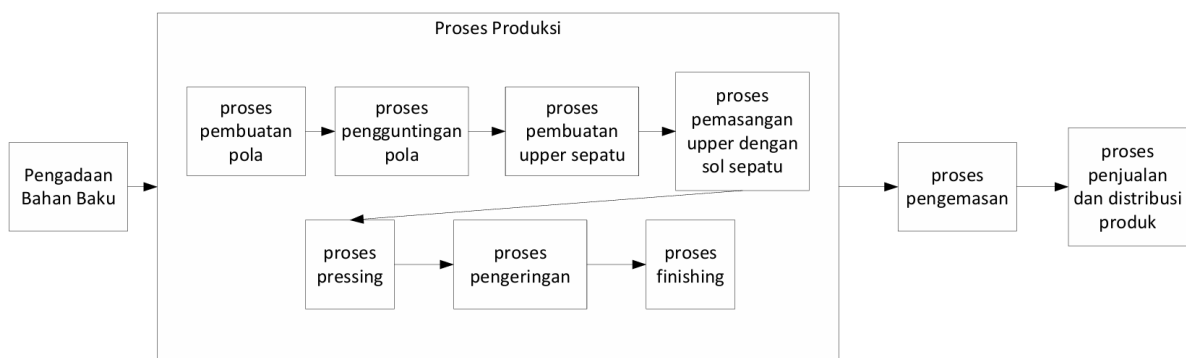 Proses Produksi
Pengadaan
Bahan Baku
proses
pembuatan
pola
proses
pengguntingan
pola
proses
pembuatan
upper sepatu
proses
pemasangan
upper dengan
sol sepatu
proses
pressing
proses
pengeringan
proses
finishing
proses
pengemasan
proses
penjualan
dan distribusi
produk